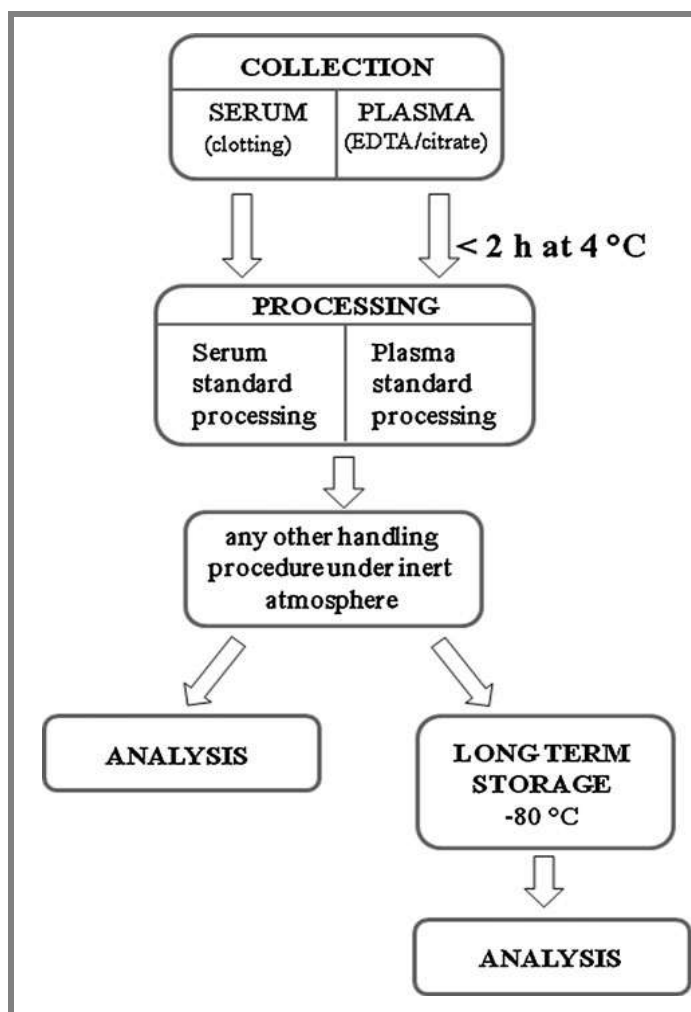 COLLECTION
SERUM
(clotting)
PLASMA
(EDTA/citrate)
< 2 h at 4 °C
PROCESSING
Serum
standard
processing
Plasma
standard
processing
any other handling
procedure under inert
atmosphere
ANALYSIS
LONG TERM
STORAGE
-80 °C
ANALYSIS